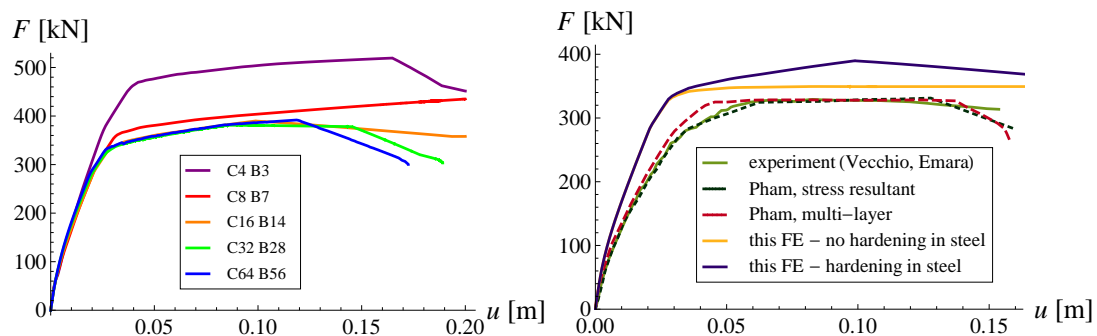 F [kN]
500
400
300
200
100
0
0.05
0.10
0.15
0.20
u [m]
C4 B3
C8 B7
C16 B14
C32 B28
C64 B56
F [kN]
400
300
200
100
0
0.00
0.05
0.10
0.15
u [m]
experiment (Vecchio, Emara)
Pham, stress resultant
Pham, multi−layer
this FE − no hardening in steel
this FE − hardening in steel